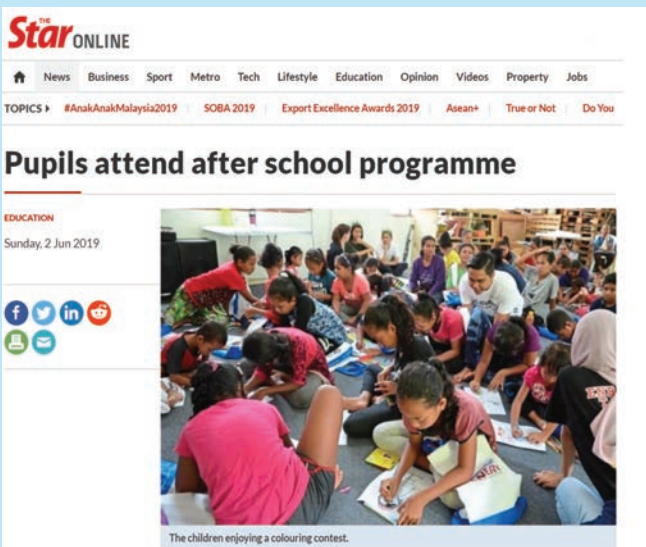 THE
Star ONLINE
News Business Sport Metro Tech Lifestyle Education Opinion Videos Property Jobs
TOPICS #AnakAnakMalaysia2019 SOBA 2019 Export Excellence Awards 2019 Asean+ True or Not Do You
Pupils attend after school programme
EDUCATION
Sunday, 2 Jun 2019
The children enjoying a colouring contest.